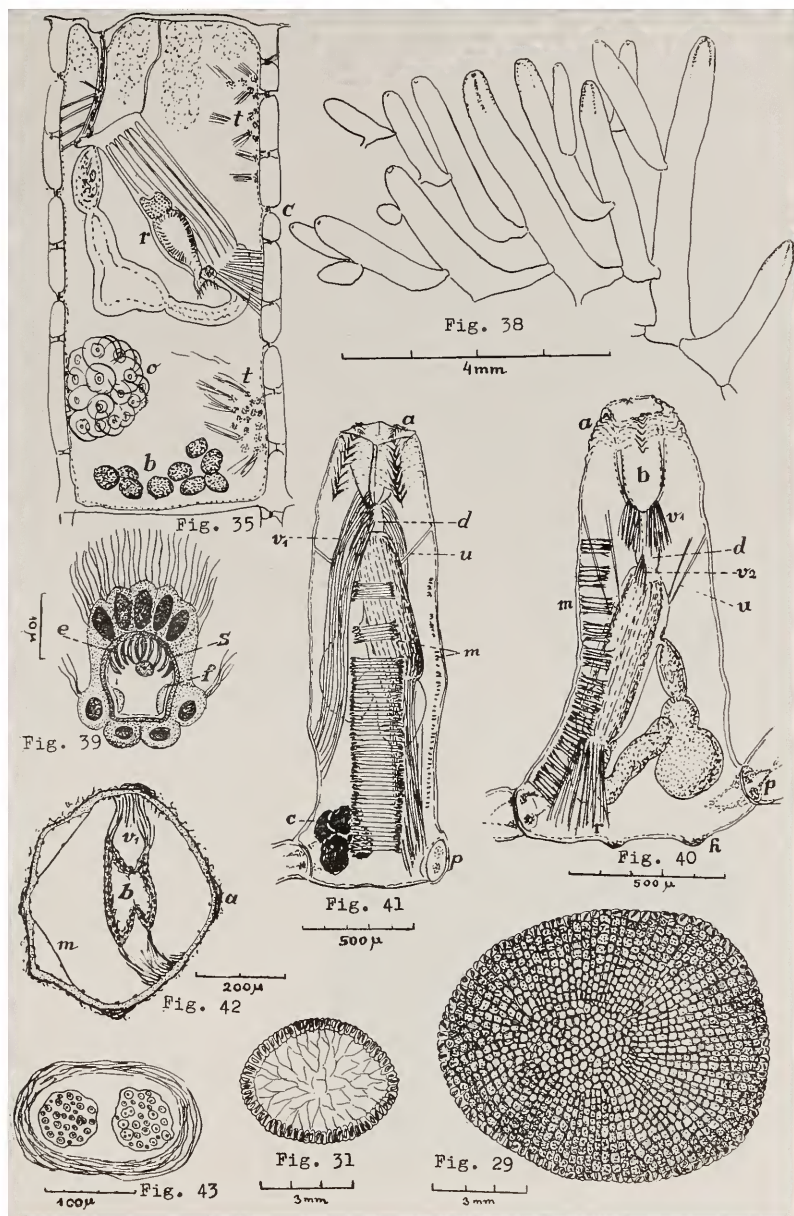 t
r
c
o
t
b
Fig. 35
Fig. 38
4mm
10μ
e
s
f
Fig. 39
a
v₁
d
u
m
c
p
Fig. 41
500μ
a
b
v₁
d
v₂
u
m
r
p
h
Fig. 40
500μ
v₁
b
a
m
200μ
Fig. 42
100μ
Fig. 43
Fig. 31
3mm
Fig. 29
3mm